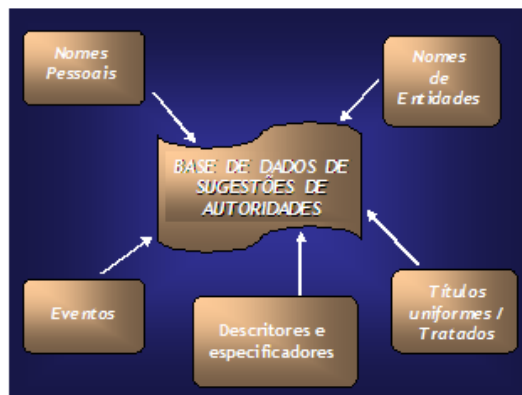 Nomes
Pessoais
Nomes
de
Entidades
BASE DE DADOS DE
SUGESTÕES DE
AUTORIDADES
Eventos
Descritores e
especificadores
Títulos
uniformes /
Tratados